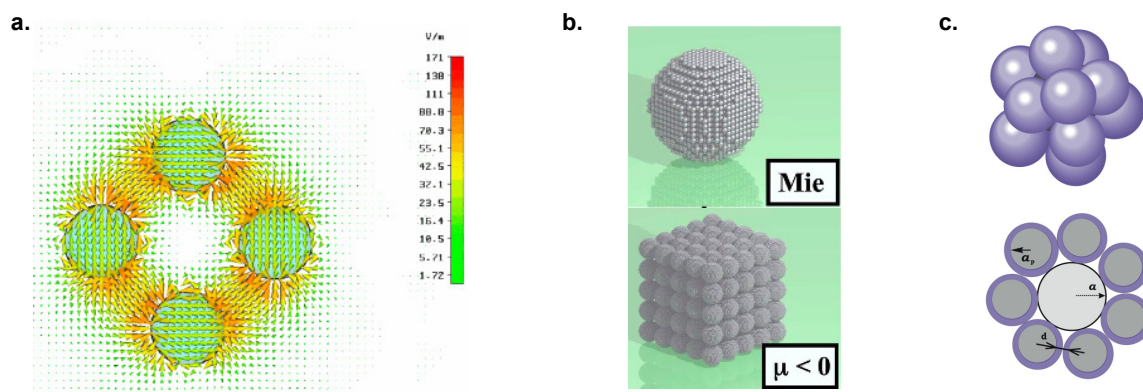 a.
V/m
171
138
111
88.8
70.3
55.1
42.5
32.1
23.5
16.4
10.5
5.71
1.72
b.
Mie
μ < 0
c.
a_p
a
d